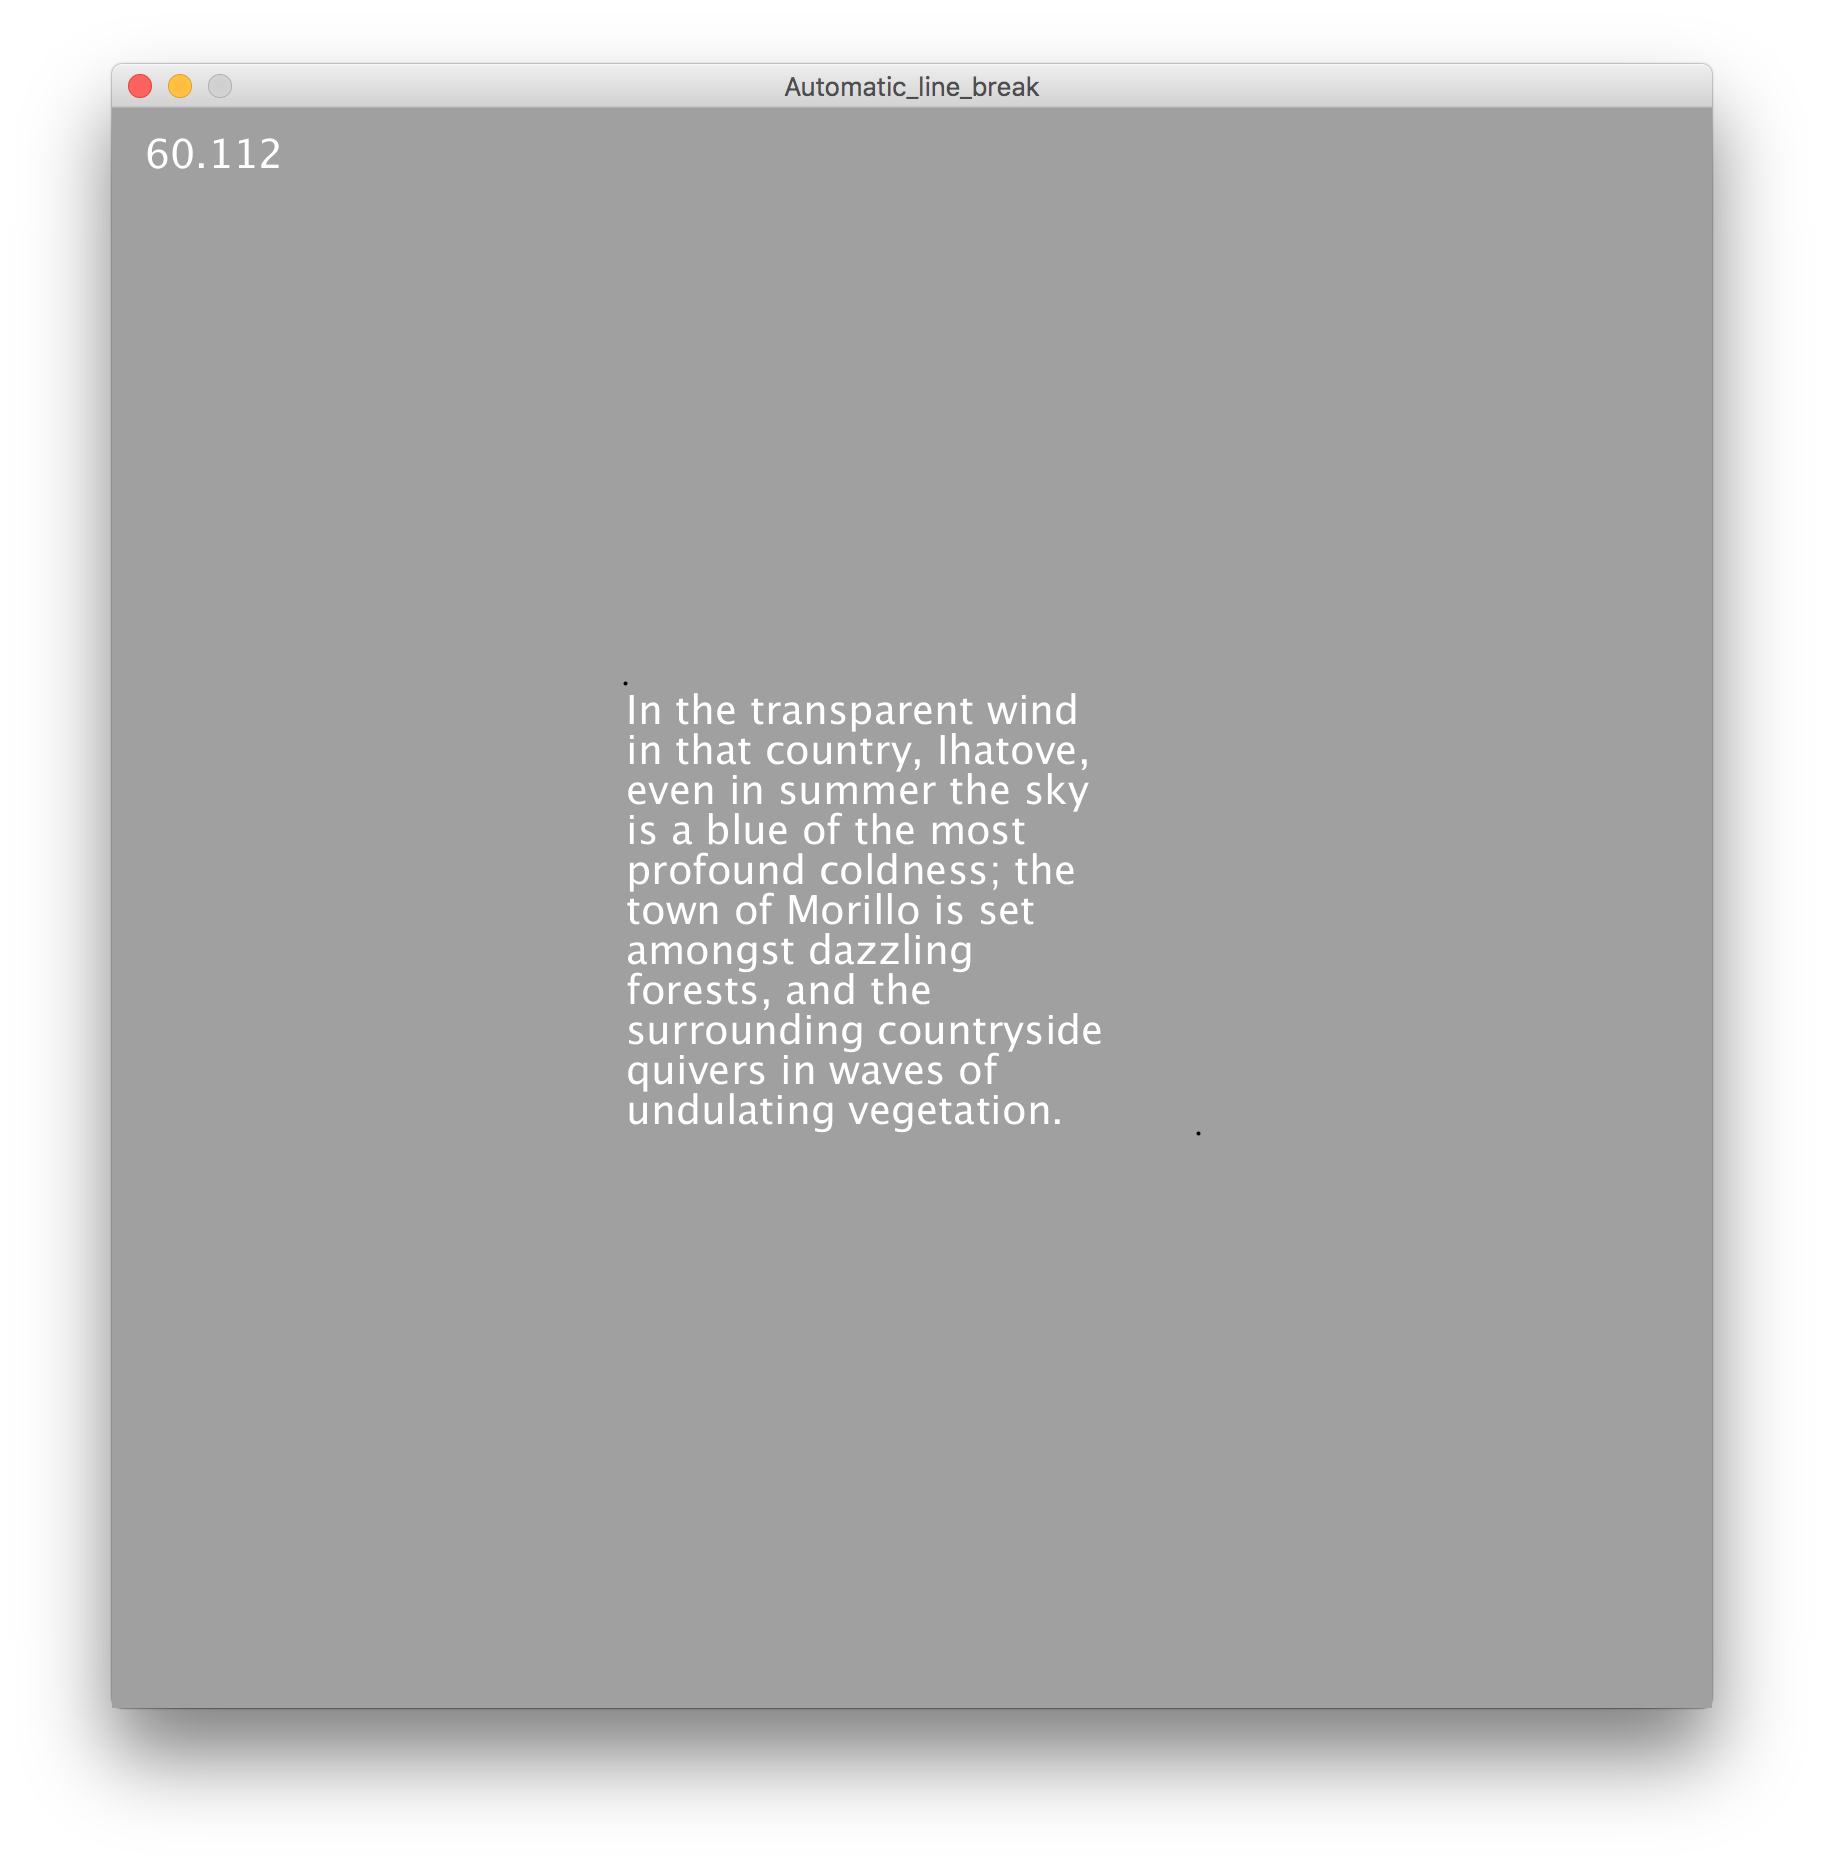 Automatic_line_break
60.112
In the transparent wind
in that country, Ihatove,
even in summer the sky
is a blue of the most
profound coldness; the
town of Morillo is set
amongst dazzling
forests, and the
surrounding countryside
quivers in waves of
undulating vegetation.